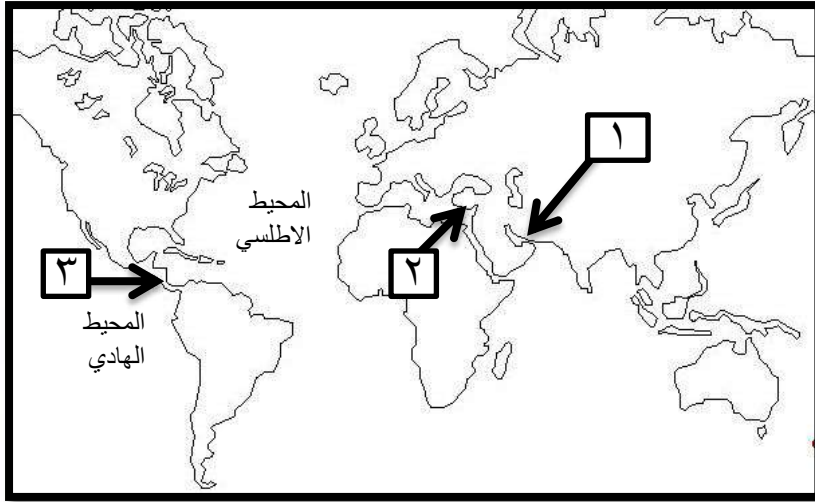 ١
المحيط
الاطلسي
٢
٣
المحيط
الهادي